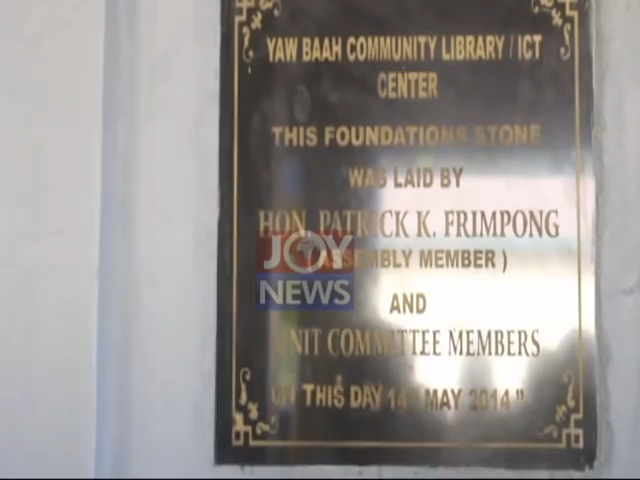 YAW BAAH COMMUNITY LIBRARY / ICT
CENTER
THIS FOUNDATIONS STONE
WAS LAID BY
HON. PATRICK K. FRIMPONG
(ASSEMBLY MEMBER )
AND
UNIT COMMITTEE MEMBERS
ON THIS DAY 14" MAY 2014"
JOY
NEWS